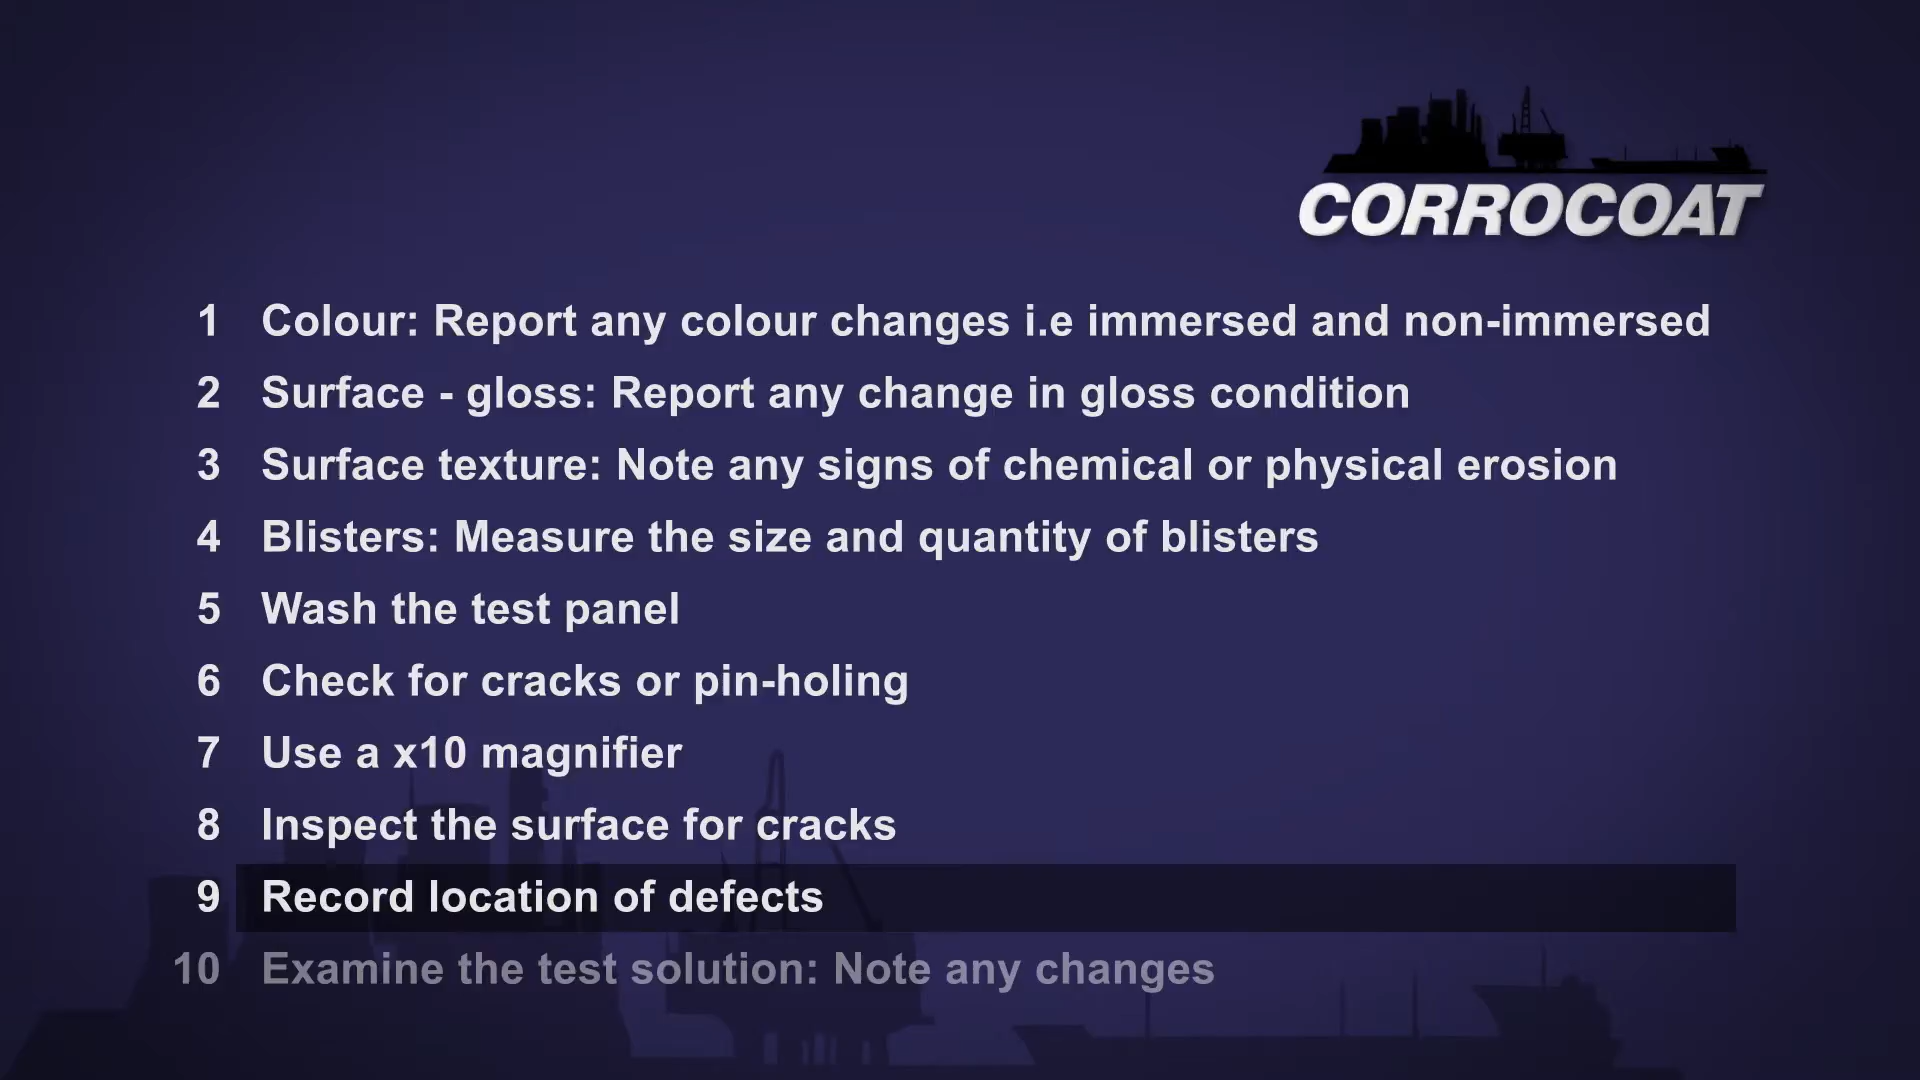 CORROCOAT
1 Colour: Report any colour changes i.e immersed and non-immersed
2 Surface - gloss: Report any change in gloss condition
3 Surface texture: Note any signs of chemical or physical erosion
4 Blisters: Measure the size and quantity of blisters
5 Wash the test panel
6 Check for cracks or pin-holing
7 Use a x10 magnifier
8 Inspect the surface for cracks
9 Record location of defects
10 Examine the test solution: Note any changes